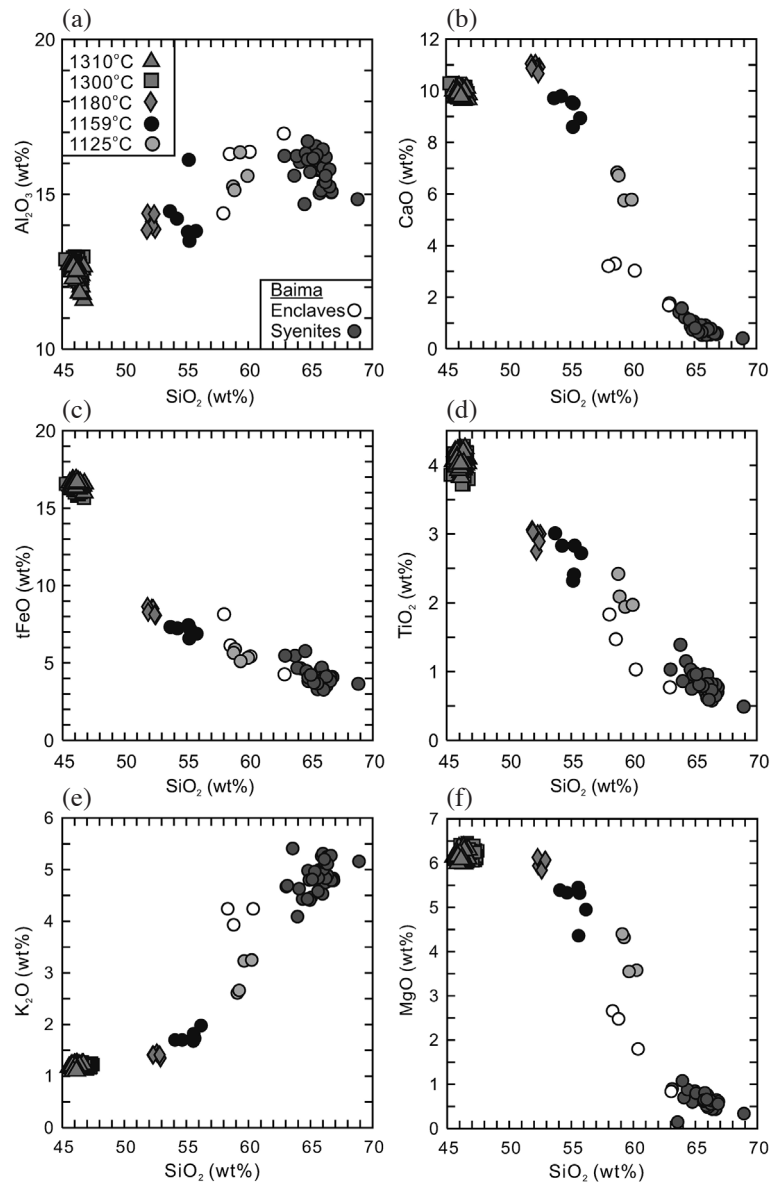 (a)
20
15
10
Al₂O₃ (wt%)
1310°C
1300°C
1180°C
1159°C
1125°C
Baima
Enclaves
Syenites
45 50 55 60 65 70
SiO₂ (wt%)
(b)
12
10
8
6
4
2
0
CaO (wt%)
45 50 55 60 65 70
SiO₂ (wt%)
(c)
20
15
10
5
0
tFeO (wt%)
45 50 55 60 65 70
SiO₂ (wt%)
(d)
4
3
2
1
0
TiO₂ (wt%)
45 50 55 60 65 70
SiO₂ (wt%)
(e)
6
5
4
3
2
1
0
K₂O (wt%)
45 50 55 60 65 70
SiO₂ (wt%)
(f)
7
6
5
4
3
2
1
0
MgO (wt%)
45 50 55 60 65 70
SiO₂ (wt%)